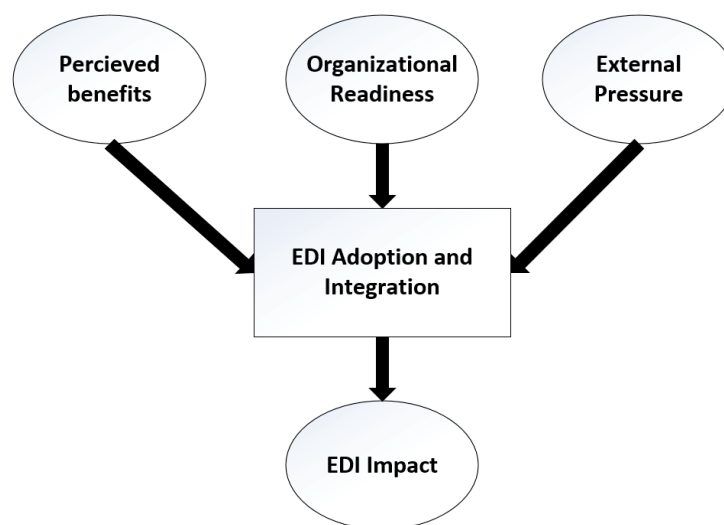 Percieved
benefits
Organizational
Readiness
External
Pressure
EDI Adoption and
Integration
EDI Impact